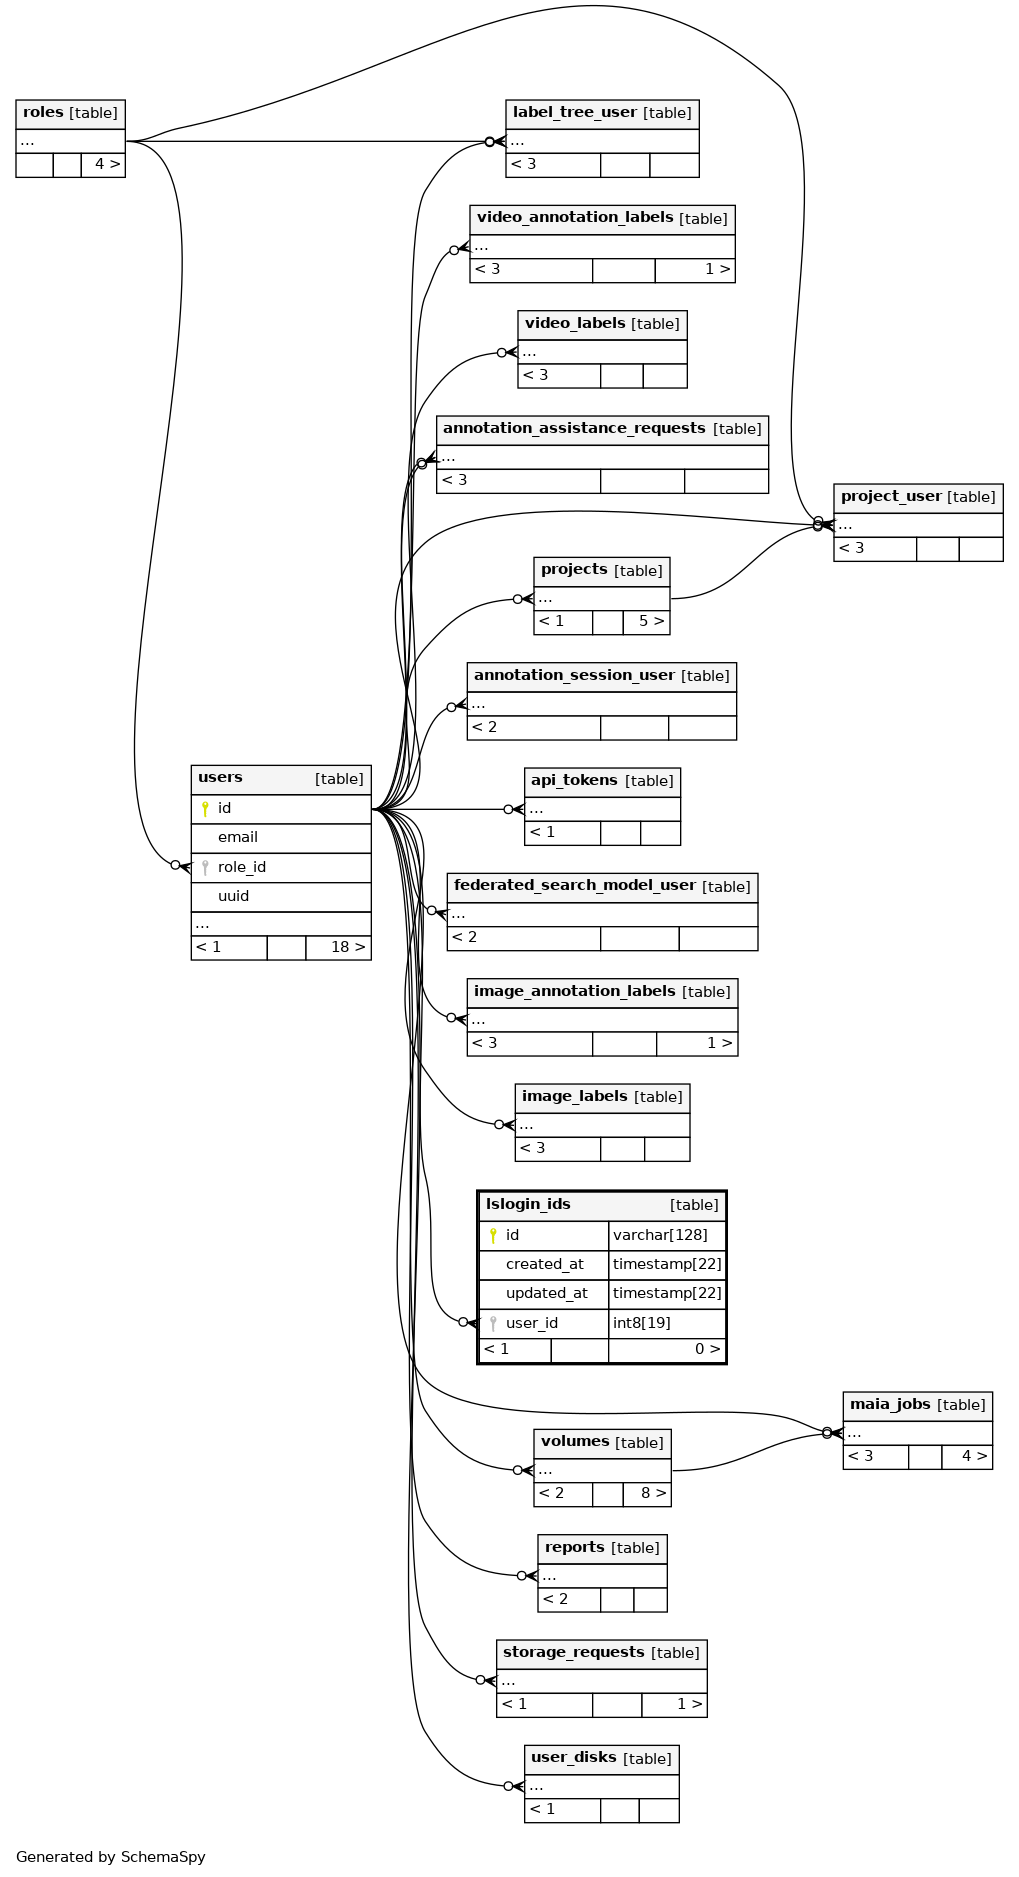 roles [table]
...
4 >
label_tree_user [table]
...
< 3
video_annotation_labels [table]
...
< 3 1 >
video_labels [table]
...
< 3
annotation_assistance_requests [table]
...
< 3
project_user [table]
...
< 3
projects [table]
...
< 1 5 >
annotation_session_user [table]
...
< 2
users [table]
id
email
role_id
uuid
...
< 1 18 >
api_tokens [table]
...
< 1
federated_search_model_user [table]
...
< 2
image_annotation_labels [table]
...
< 3 1 >
image_labels [table]
...
< 3
lslogin_ids [table]
id varchar[128]
created_at timestamp[22]
updated_at timestamp[22]
user_id int8[19]
< 1 0 >
maia_jobs [table]
...
< 3 4 >
volumes [table]
...
< 2 8 >
reports [table]
...
< 2
storage_requests [table]
...
< 1 1 >
user_disks [table]
...
< 1
Generated by SchemaSpy